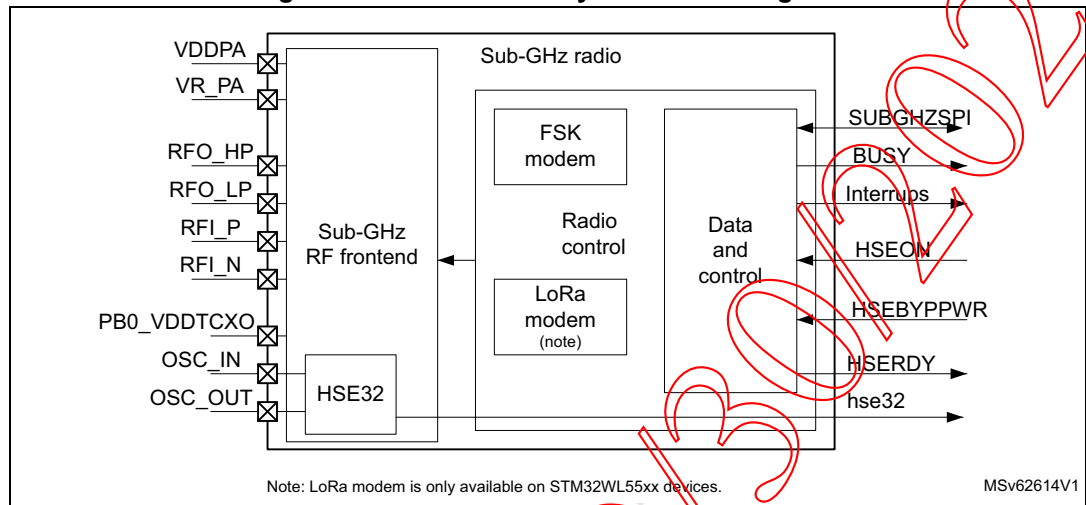 VDDPA
VR_PA
RFO_HP
RFO_LP
RFI_P
RFI_N
PB0_VDDTCXO
OSC_IN
OSC_OUT
Sub-GHz radio
Sub-GHz
RF frontend
HSE32
FSK
modem
Radio
control
LoRa
modem
(note)
Data
and
control
SUBGHZSPI
BUSY
Interrups
HSEON
HSEBYPPWR
HSERDY
hse32
Note: LoRa modem is only available on STM32WL55xx devices.
MSv62614V1